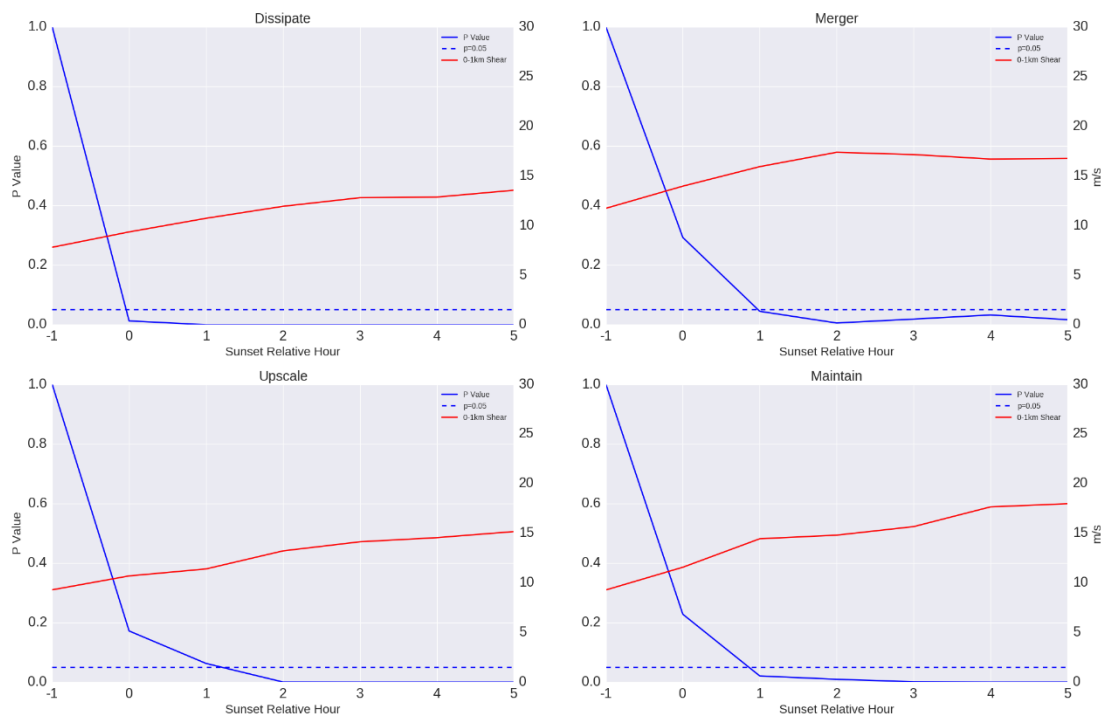 Dissipate
1.0
0.8
0.6
0.4
0.2
0.0
P Value
30
25
20
15
10
5
0
P Value
p=0.05
0-1km Shear
-1 0 1 2 3 4 5
Sunset Relative Hour
Merger
1.0
0.8
0.6
0.4
0.2
0.0
30
25
20
15
10
5
0
m/s
P Value
p=0.05
0-1km Shear
-1 0 1 2 3 4 5
Sunset Relative Hour
Upscale
1.0
0.8
0.6
0.4
0.2
0.0
P Value
30
25
20
15
10
5
0
P Value
p=0.05
0-1km Shear
-1 0 1 2 3 4 5
Sunset Relative Hour
Maintain
1.0
0.8
0.6
0.4
0.2
0.0
30
25
20
15
10
5
0
m/s
P Value
p=0.05
0-1km Shear
-1 0 1 2 3 4 5
Sunset Relative Hour